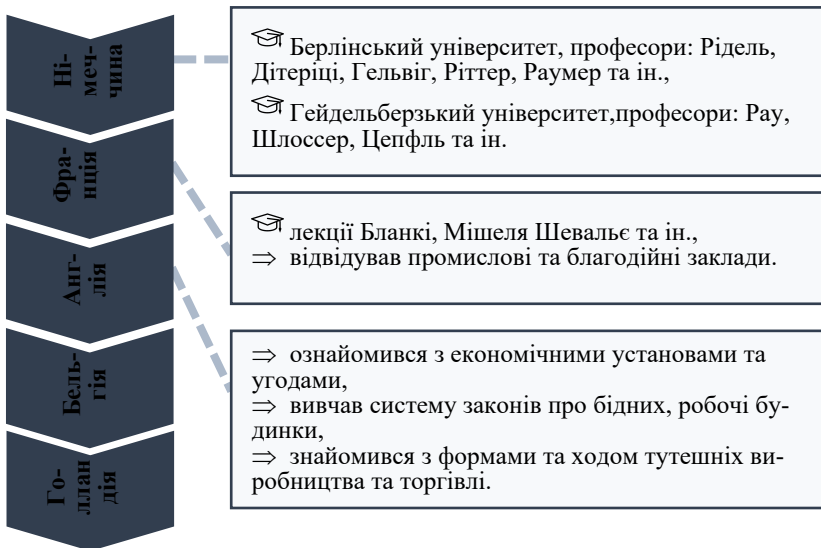 Ні-
меч-
чина
Берлінський університет, професори: Рідель,
Дітеріці, Гельвіг, Ріттер, Раумер та ін.,
Гейдельберзький університет,професори: Рау,
Шлоссер, Цепфль та ін.
Фра-
нція
лекції Бланкі, Мішеля Шевальє та ін.,
⇒ відвідував промислові та благодійні заклади.
Анг-
лія
⇒ ознайомився з економічними установами та
угодами,
⇒ вивчав систему законів про бідних, робочі бу-
динки,
⇒ знайомився з формами та ходом тутешніх ви-
робництва та торгівлі.
Бель-
гія
Го-
ллан
дія